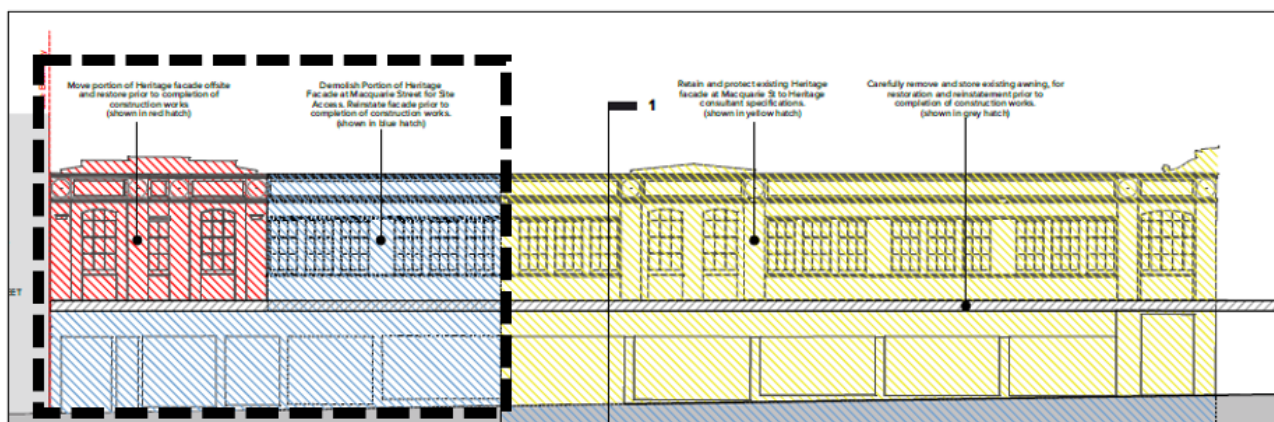 Move portion of Heritage facade offsite
and restore prior to completion of
construction works
(shown in red hatch)
Demolish Portion of Heritage
Facade at Macquarie Street for Site
Access. Reinstate facade prior to
completion of construction works.
(shown in blue hatch)
1
Retain and protect existing Heritage
facade at Macquarie St to Heritage
consultant specifications.
(shown in yellow hatch)
Carefully remove and store existing awning, for
restoration and reinstatement prior to
completion of construction works.
(shown in grey hatch)
ET